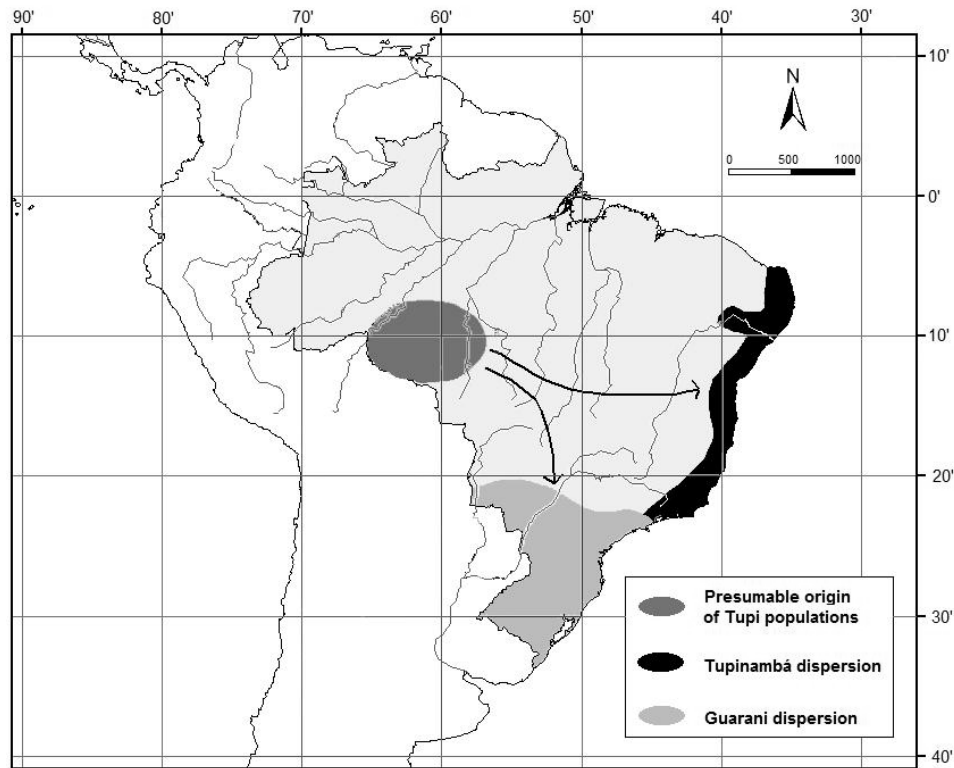 90' 80' 70' 60' 50' 40' 30'
10'
N
0 500 1000
0'
10'
20'
30'
40'
Presumable origin
of Tupi populations
Tupinambá dispersion
Guarani dispersion